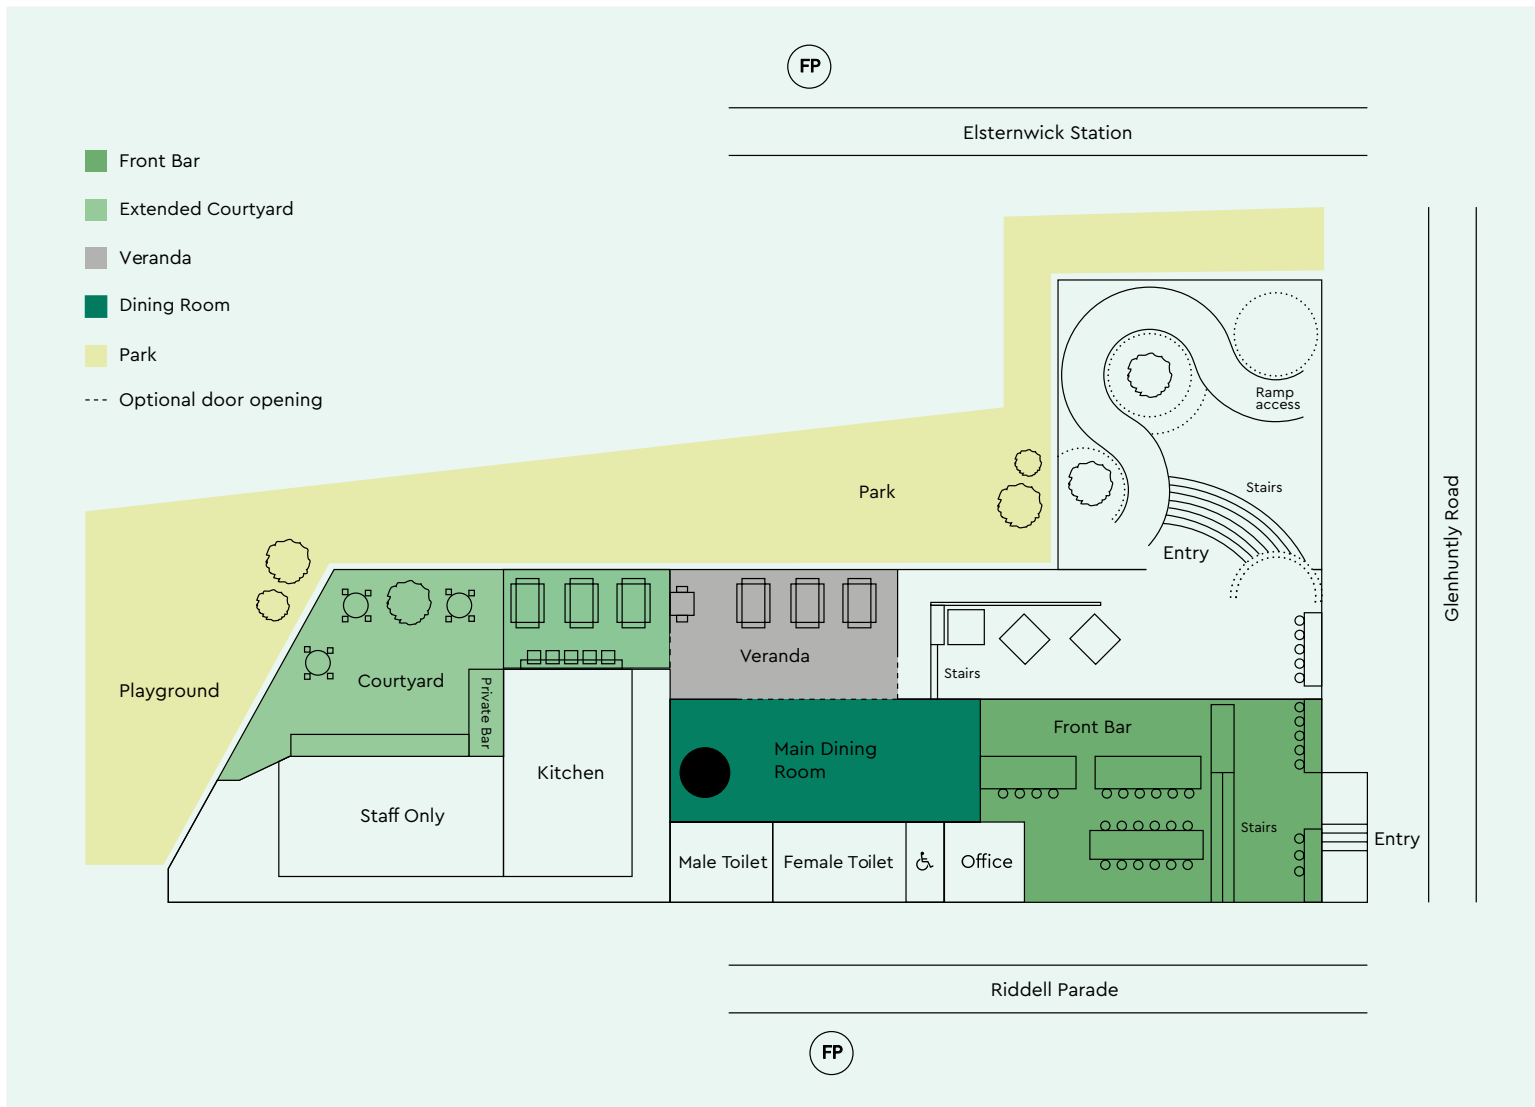 FP
Elsternwick Station
Front Bar
Extended Courtyard
Veranda
Dining Room
Park
Optional door opening
Ramp
access
Stairs
Park
Entry
Glenhuntly Road
Veranda
Stairs
Courtyard
Private Bar
Playground
Front Bar
Main Dining
Room
Kitchen
Staff Only
Stairs
Entry
Male Toilet
Female Toilet
Office
Riddell Parade
FP